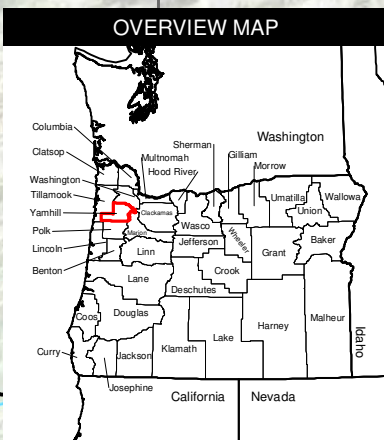 OVERVIEW MAP
Columbia
Clatsop
Washington
Tillamook
Yamhill
Polk
Lincoln
Benton
Multnomah
Hood River
Sherman
Gilliam
Morrow
Washington
Umatilla
Wallowa
Union
Clackamas
Wasco
Wheeler
Marion
Jefferson
Grant
Baker
Linn
Crook
Lane
Deschutes
Coos
Douglas
Malheur
Harney
Lake
Klamath
Curry
Jackson
Josephine
Idaho
California
Nevada